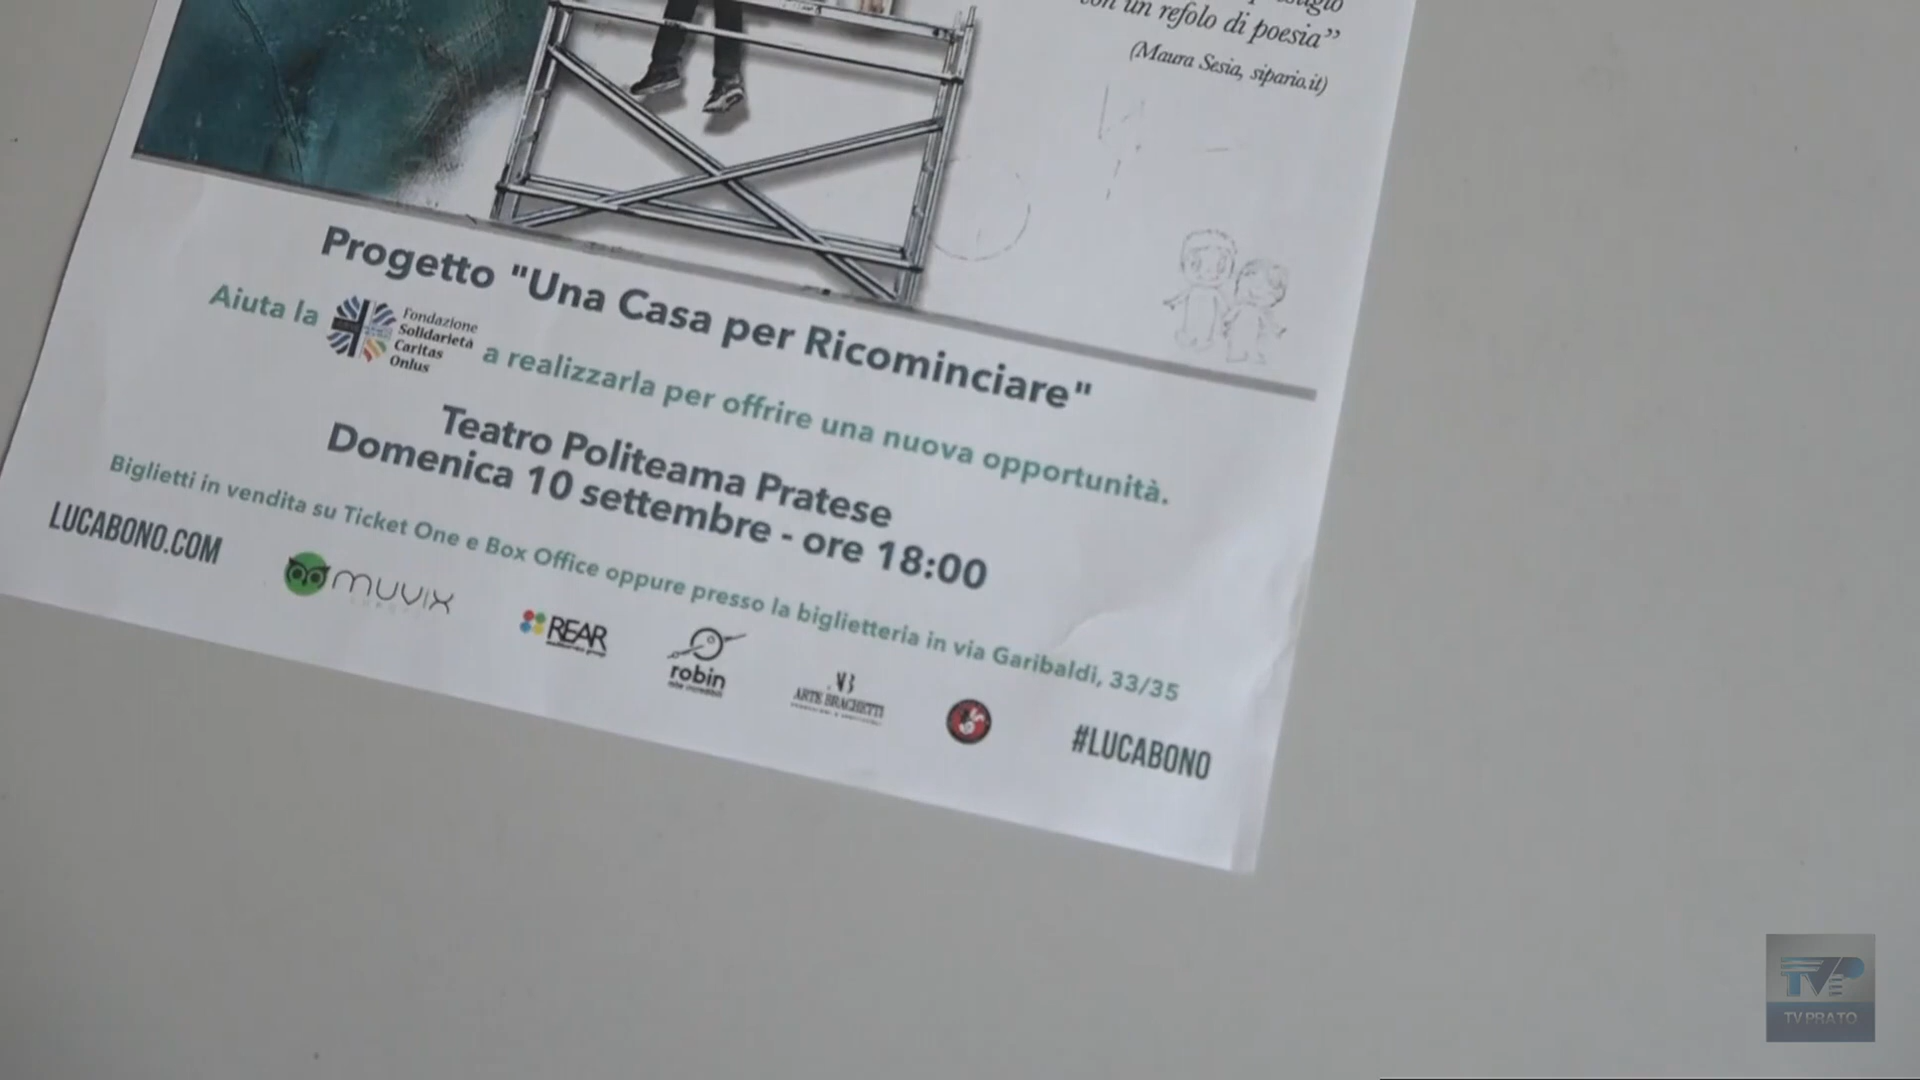 con un refolo di poesia”
(Maura Sesia, sipario.it)
Progetto "Una Casa per Ricominciare"
Aiuta la Fondazione Solidarietà Caritas Onlus a realizzarla per offrire una nuova opportunità.
Teatro Politeama Pratese
Domenica 10 settembre - ore 18:00
Biglietti in vendita su Ticket One e Box Office oppure presso la biglietteria in via Garibaldi, 33/35
LUCABONO.COM
muvix
REAR
robin
ARTE BRACHETTI
#LUCABONO
TVP
TV PRATO